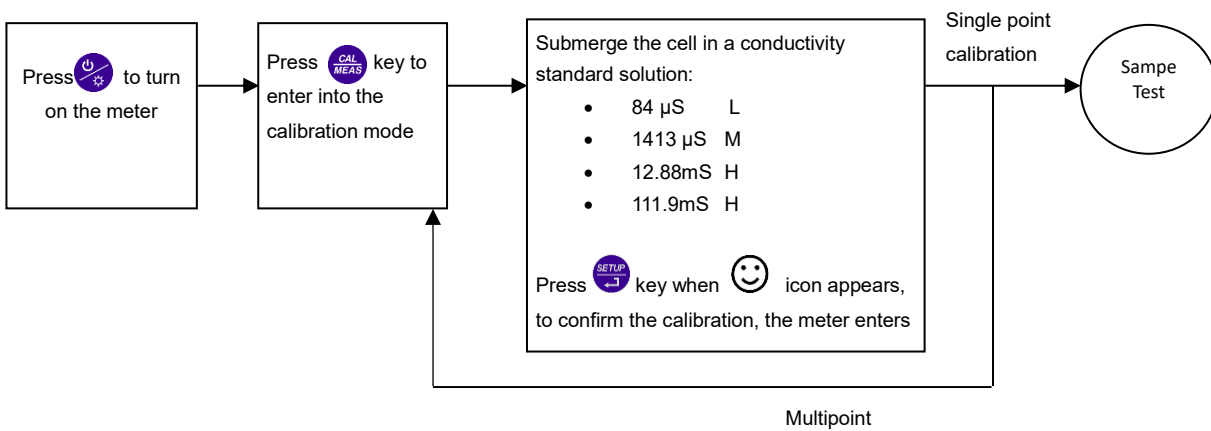 Press to turn
on the meter
Press CAL MEAS key to
enter into the
calibration mode
Submerge the cell in a conductivity
standard solution:
• 84 µS L
• 1413 µS M
• 12.88mS H
• 111.9mS H
Press SETUP key when icon appears,
to confirm the calibration, the meter enters
Single point
calibration
Sampe
Test
Multipoint